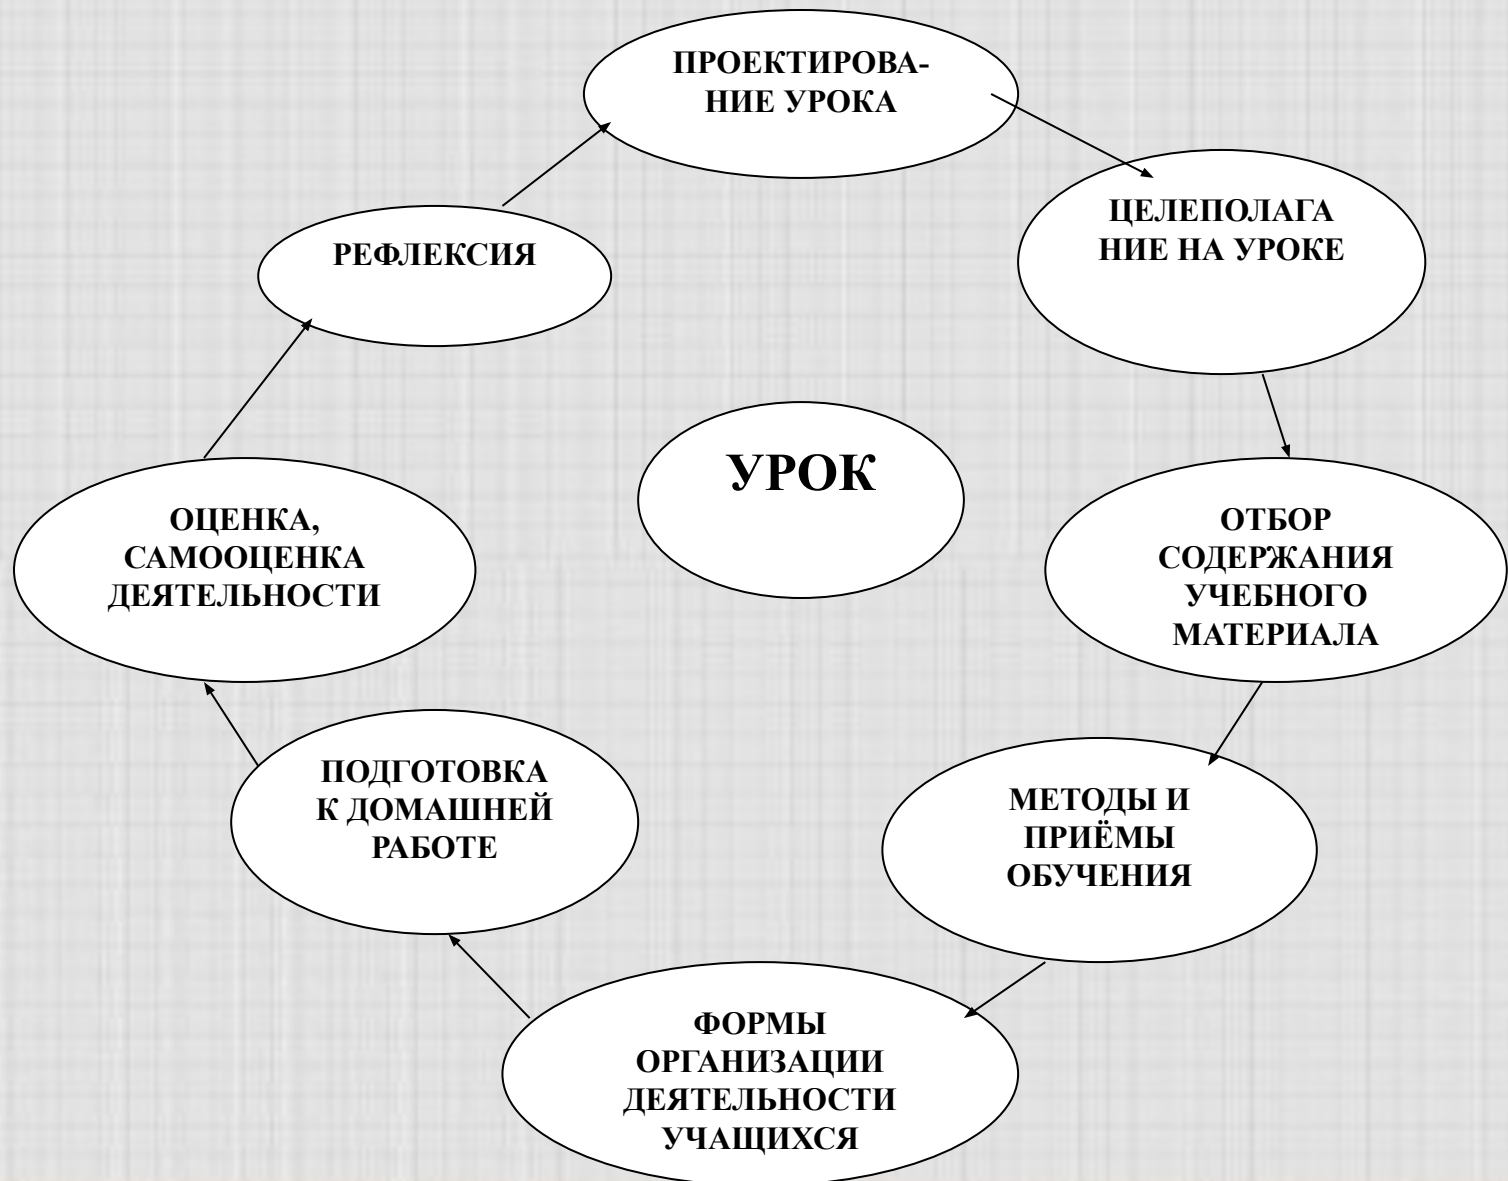 ПРОЕКТИРОВА-
НИЕ УРОКА
ЦЕЛЕПОЛАГА
НИЕ НА УРОКЕ
РЕФЛЕКСИЯ
УРОК
ОТБОР
СОДЕРЖАНИЯ
УЧЕБНОГО
МАТЕРИАЛА
ОЦЕНКА,
САМООЦЕНКА
ДЕЯТЕЛЬНОСТИ
МЕТОДЫ И
ПРИЁМЫ
ОБУЧЕНИЯ
ПОДГОТОВКА
К ДОМАШНЕЙ
РАБОТЕ
ФОРМЫ
ОРГАНИЗАЦИИ
ДЕЯТЕЛЬНОСТИ
УЧАЩИХСЯ